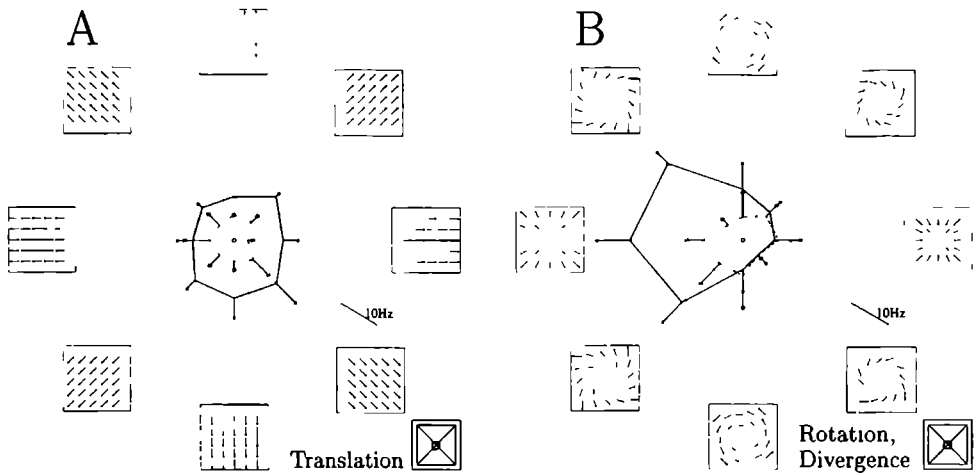 A
B
10Hz
10Hz
Translation
Rotation,
Divergence